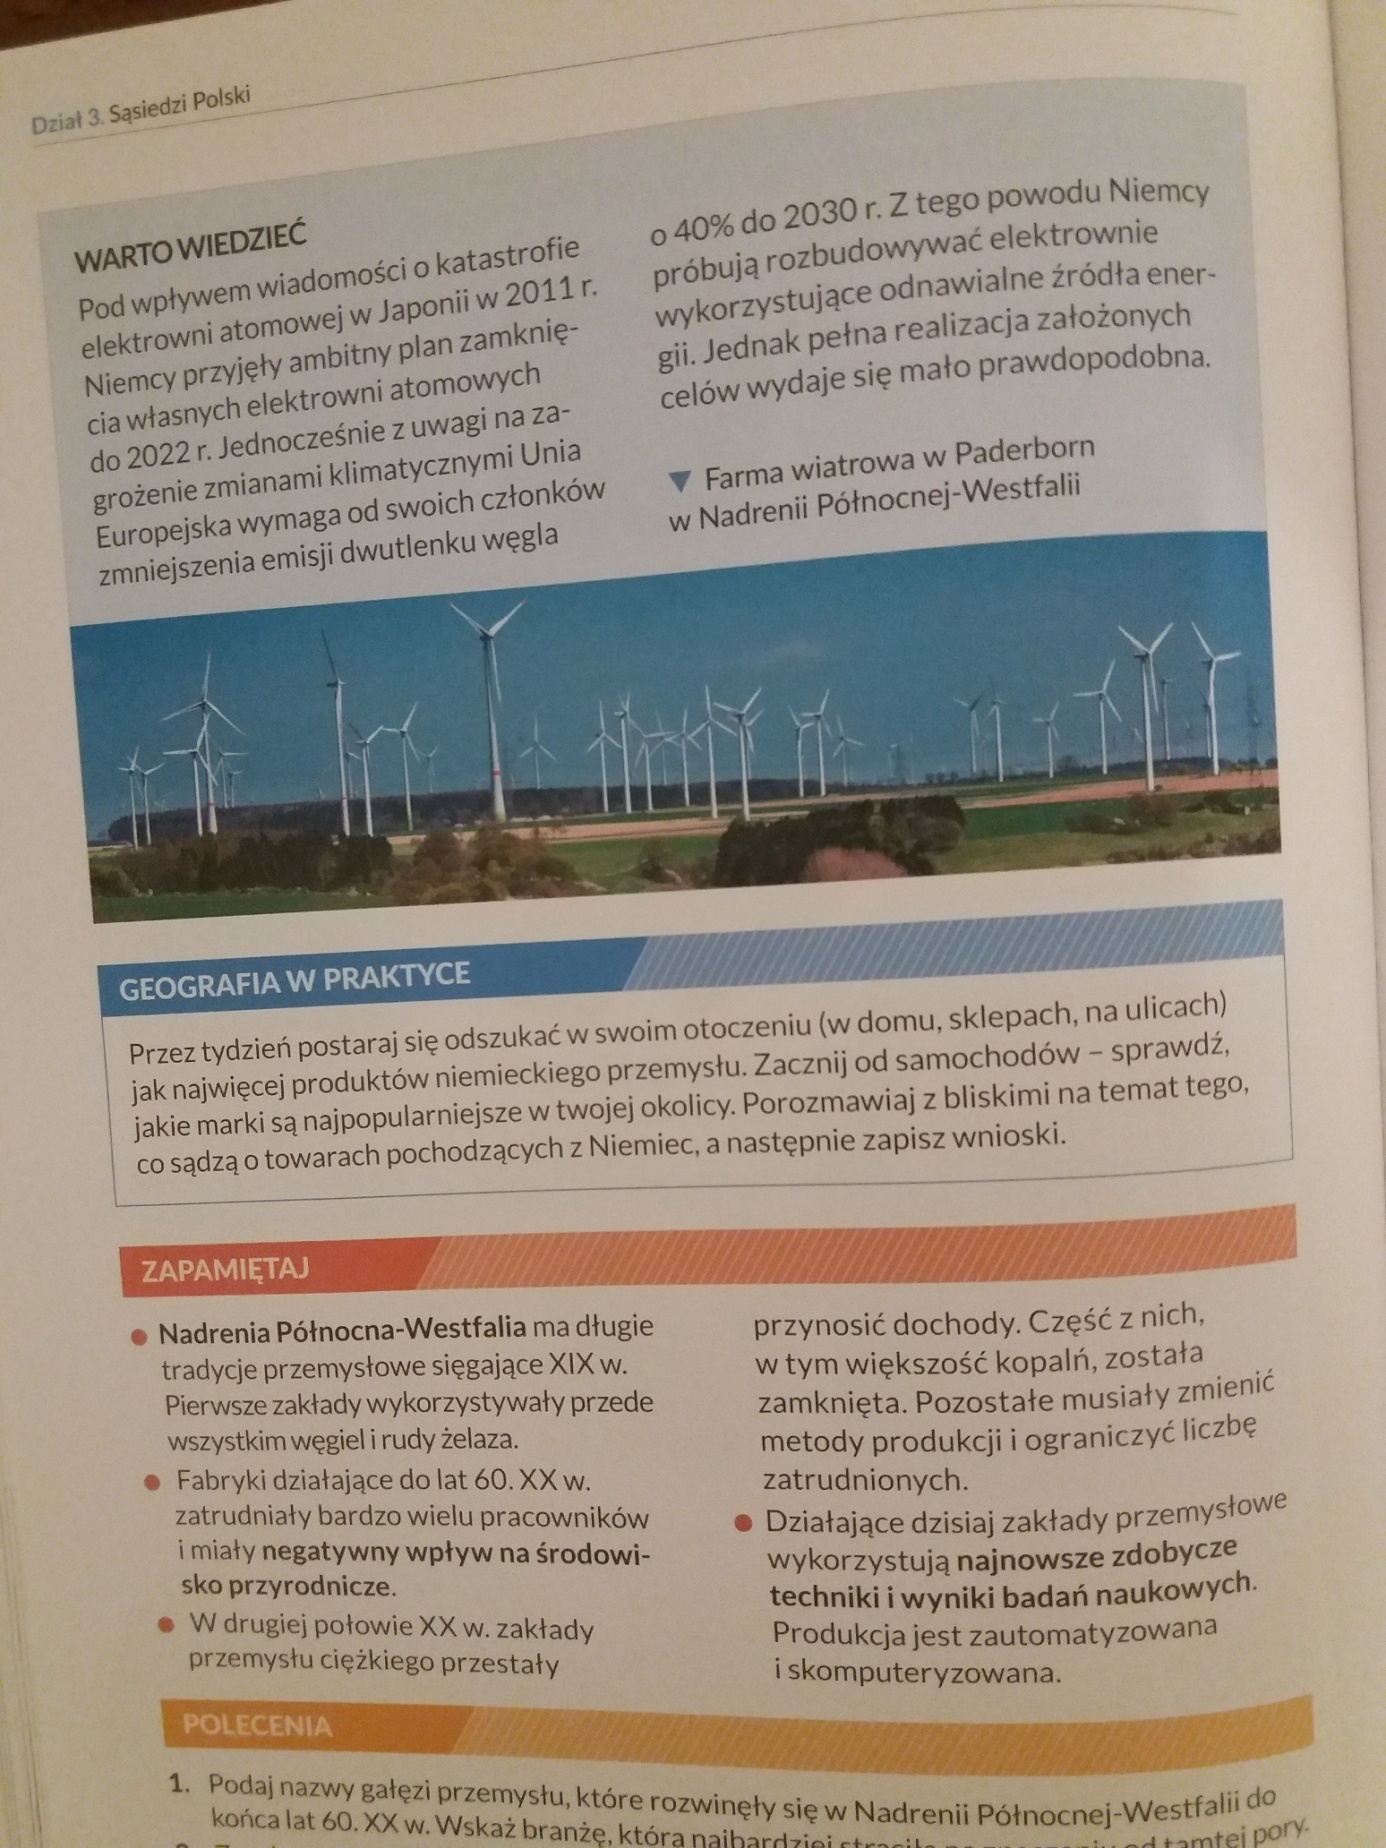 Dział 3. Sąsiedzi Polski
WARTO WIEDZIEĆ
Pod wpływem wiadomości o katastrofie
elektrowni atomowej w Japonii w 2011 r.
Niemcy przyjęły ambitny plan zamknię-
cia własnych elektrowni atomowych
do 2022 r. Jednocześnie z uwagi na za-
grożenie zmianami klimatycznymi Unia
Europejska wymaga od swoich członków
zmniejszenia emisji dwutlenku węgla
o 40% do 2030 r. Z tego powodu Niemcy
próbują rozbudowywać elektrownie
wykorzystujące odnawialne źródła ener-
gii. Jednak pełna realizacja założonych
celów wydaje się mało prawdopodobna.
▼ Farma wiatrowa w Paderborn
w Nadrenii Północnej-Westfalii
GEOGRAFIA W PRAKTYCE
Przez tydzień postaraj się odszukać w swoim otoczeniu (w domu, sklepach, na ulicach)
jak najwięcej produktów niemieckiego przemysłu. Zacznij od samochodów – sprawdź,
jakie marki są najpopularniejsze w twojej okolicy. Porozmawiaj z bliskimi na temat tego,
co sądzą o towarach pochodzących z Niemiec, a następnie zapisz wnioski.
ZAPAMIĘTAJ
● Nadrenia Północna-Westfalia ma długie
tradycje przemysłowe sięgające XIX w.
Pierwsze zakłady wykorzystywały przede
wszystkim węgiel i rudy żelaza.
● Fabryki działające do lat 60. XX w.
zatrudniały bardzo wielu pracowników
i miały negatywny wpływ na środowi-
sko przyrodnicze.
● W drugiej połowie XX w. zakłady
przemysłu ciężkiego przestały
przynosić dochody. Część z nich,
w tym większość kopalń, została
zamknięta. Pozostałe musiały zmienić
metody produkcji i ograniczyć liczbę
zatrudnionych.
● Działające dzisiaj zakłady przemysłowe
wykorzystują najnowsze zdobycze
techniki i wyniki badań naukowych.
Produkcja jest zautomatyzowana
i skomputeryzowana.
POLECENIA
1. Podaj nazwy gałęzi przemysłu, które rozwinęły się w Nadrenii Północnej-Westfalii do
końca lat 60. XX w. Wskaż branżę, która najbardziej od tamtej pory.